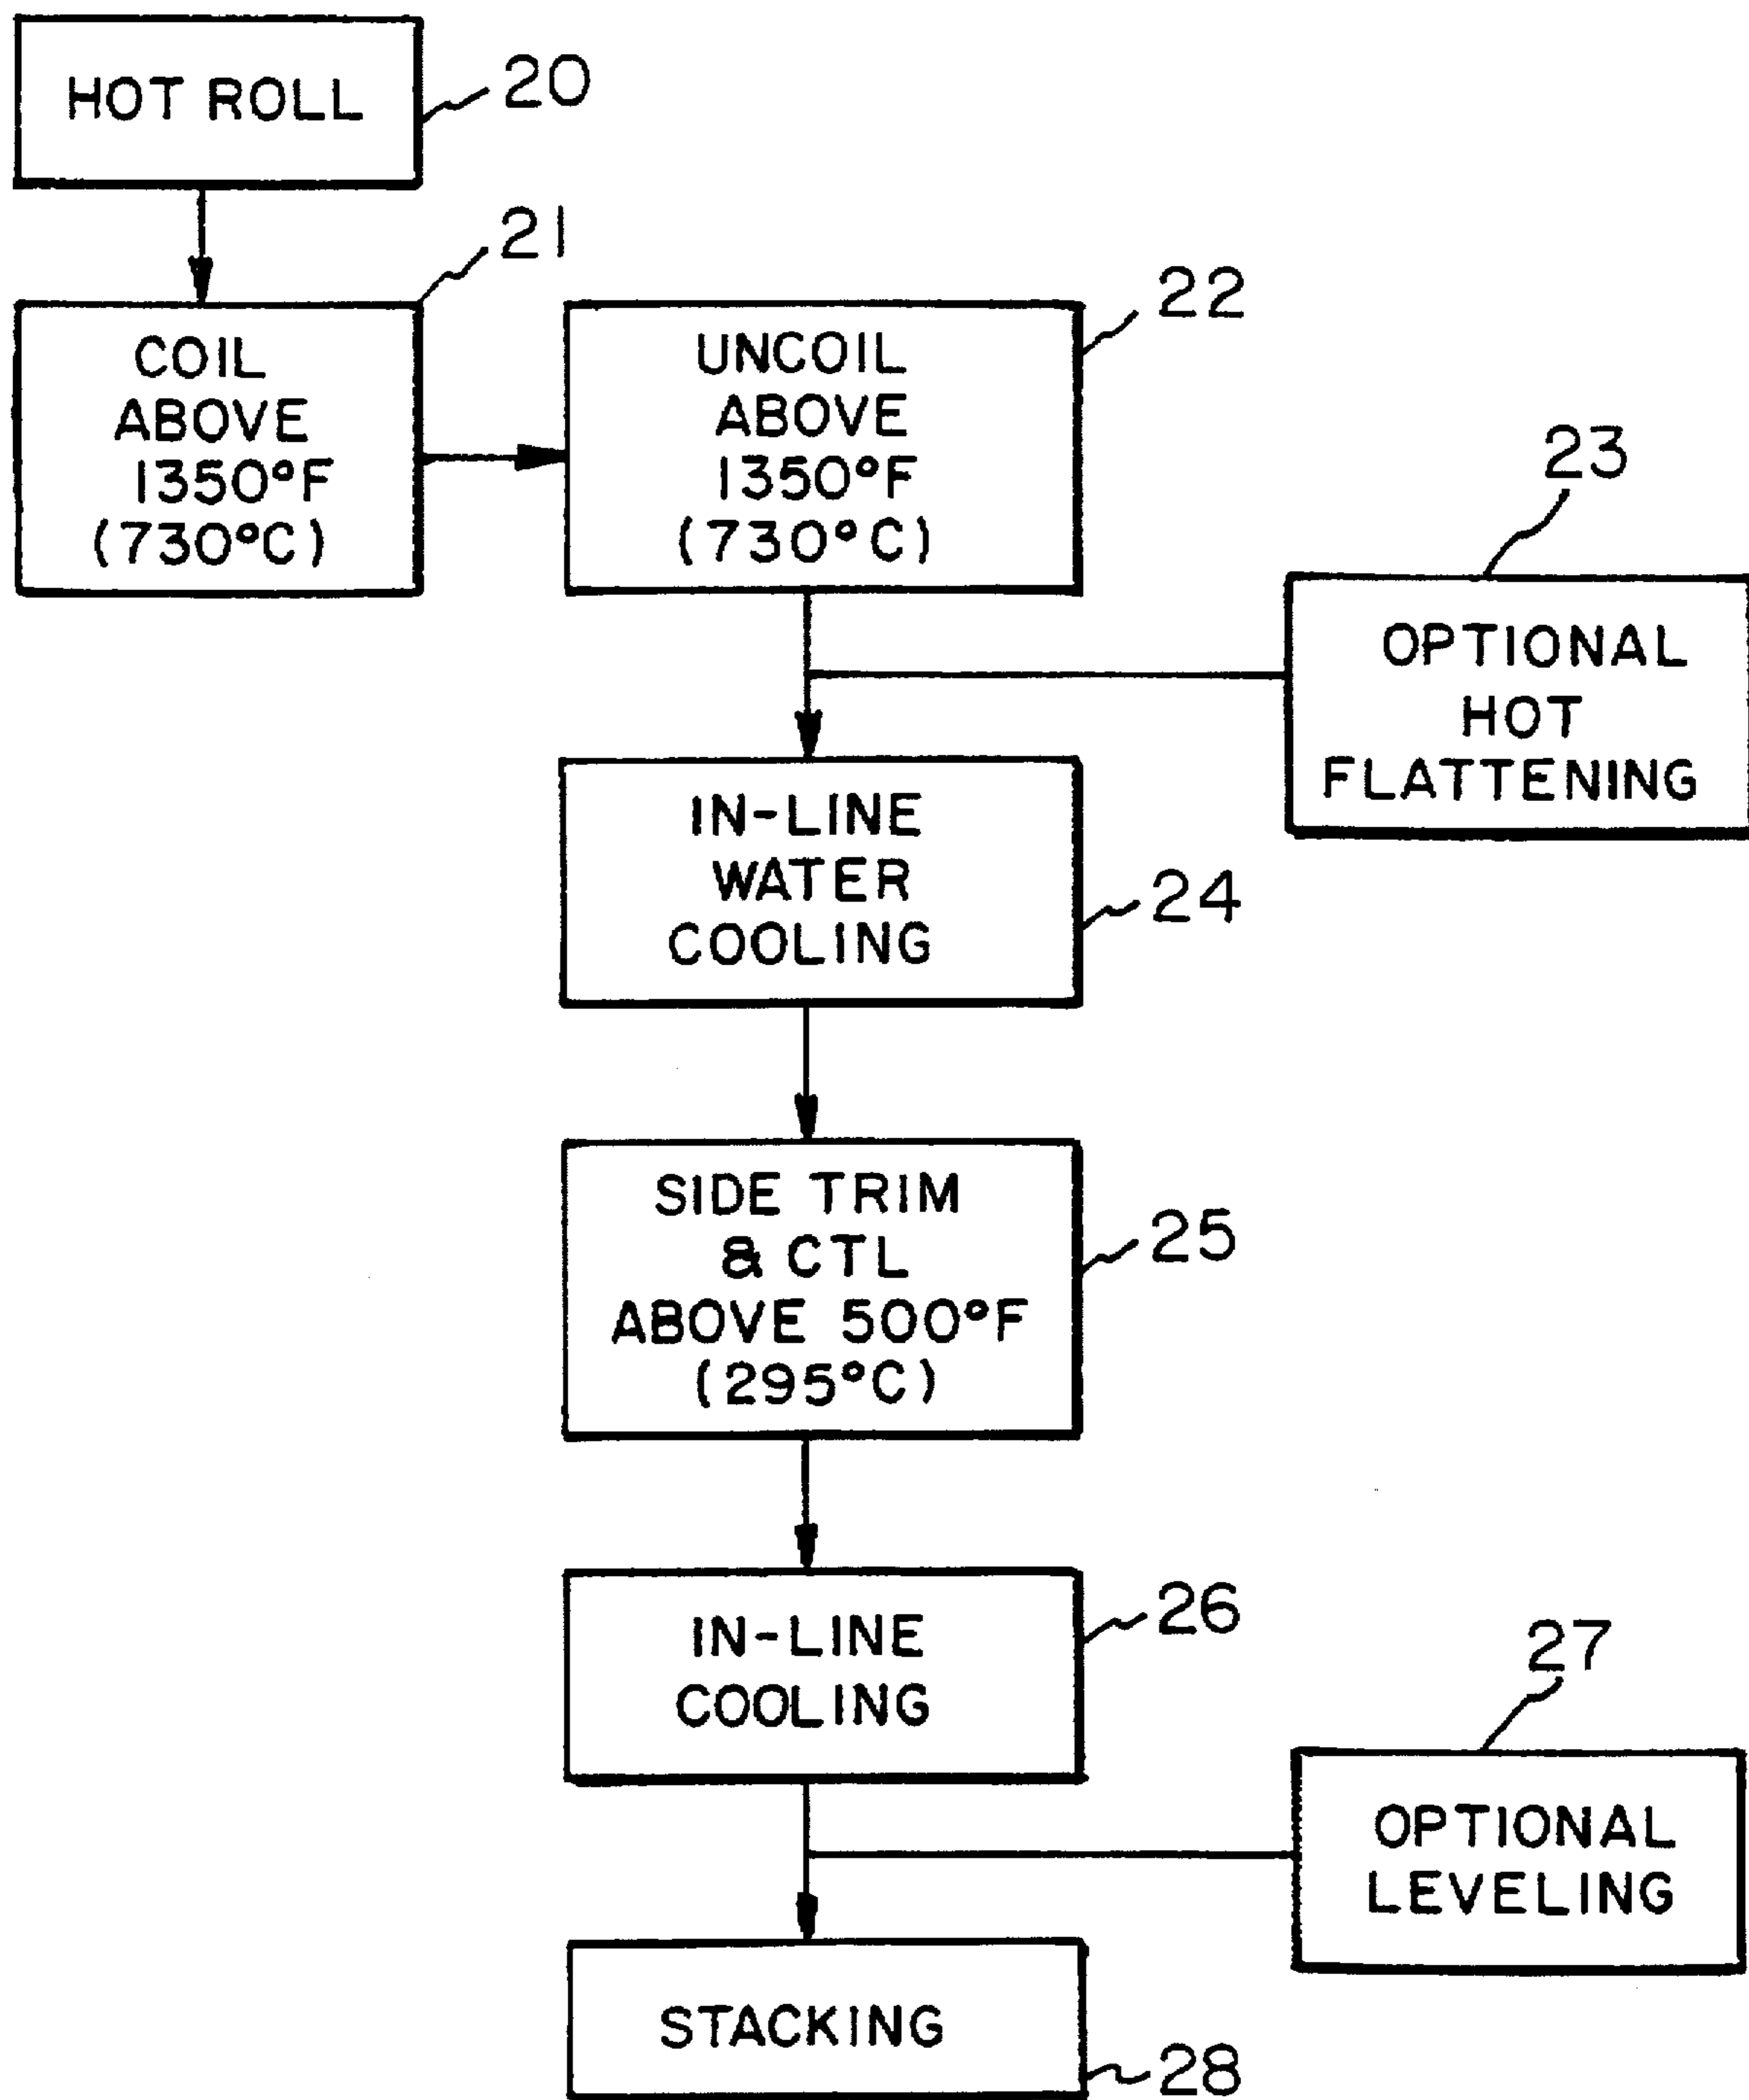 HOT ROLL
20
21
COIL
ABOVE
1350°F
(730°C)
22
UNCOIL
ABOVE
1350°F
(730°C)
23
OPTIONAL
HOT
FLATTENING
IN-LINE
WATER
COOLING
24
SIDE TRIM
& CTL
ABOVE 500°F
(295°C)
25
IN-LINE
COOLING
26
27
OPTIONAL
LEVELING
STACKING
28